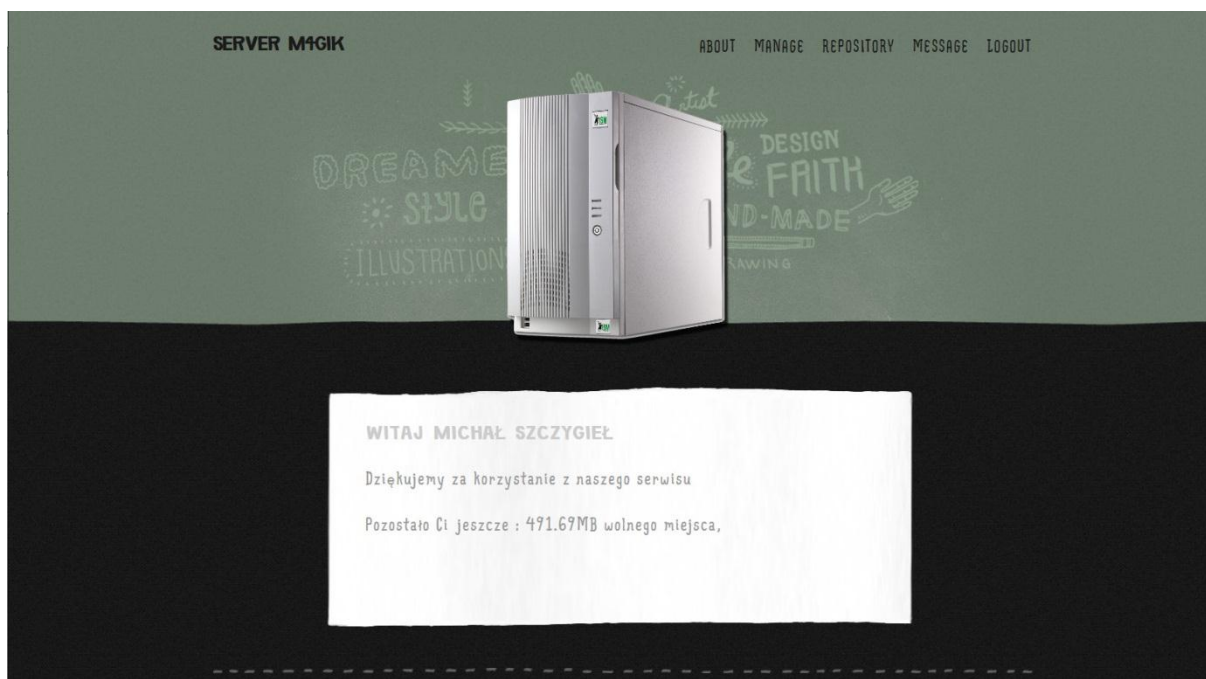 SERVER M4GIK
ABOUT MANAGE REPOSITORY MESSAGE LOGOUT
Artist
DESIGN
FAITH
STYLE
ND-MADE
ILLUSTRATION
RAWING
WITAJ MICHAŁ SZCZYGIEŁ
Dziękujemy za korzystanie z naszego serwisu
Pozostało Ci jeszcze : 491.69MB wolnego miejsca,